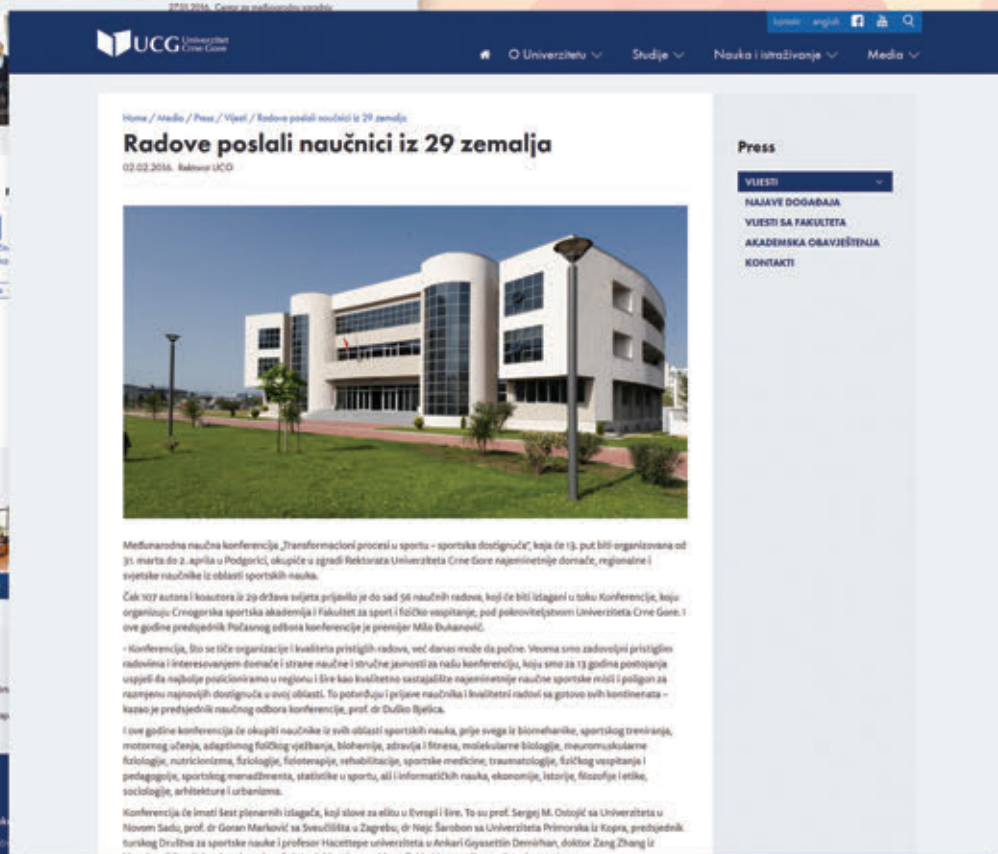 27.01.2016. Centar za međunarodnu saradnju
kontakt english
UCG Univerzitet
Crne Gore
O Univerzitetu Studije Nauka i istraživanje Media
Home / Media / Press / Vijesti / Radove poslali naučnici iz 29 zemalja
Radove poslali naučnici iz 29 zemalja
02.02.2016. Rektorat UCG
Press
VIJESTI
NAJAVE DOGAĐAJA
VIJESTI SA FAKULTETA
AKADEMSKA OBAVJEŠTENJA
KONTAKTI
Međunarodna naučna konferencija „Transformacioni procesi u sportu – sportska dostignuća", koja će 13. put biti organizovana od
31. marta do 2. aprila u Podgorici, okupiće u zgradi Rektorata Univerziteta Crne Gore najeminetnije domaće, regionalne i
svjetske naučnike iz oblasti sportskih nauka.
Čak 107 autora i koautora iz 29 država svijeta prijavilo je do sad 56 naučnih radova, koji će biti izlagani u toku Konferencije, koju
organizuju Crnogorska sportska akademija i Fakultet za sport i fizičko vaspitanje, pod pokroviteljstvom Univerziteta Crne Gore. I
ove godine predsjednik Počasnog odbora konferencije je premijer Milo Đukanović.
- Konferencija, što se tiče organizacije i kvaliteta pristiglih radova, već danas može da počne. Veoma smo zadovoljni pristiglim
radovima i interesovanjem domaće i strane naučne i stručne javnosti za našu konferenciju, koju smo za 13 godina postojanja
uspjeli da najbolje pozicioniramo u regionu i šire kao kvalitetno sastajalište najeminetnije naučne sportske misli i poligon za
razmjenu najnovijih dostignuća u ovoj oblasti. To potvrđuju i prijave naučnika i kvalitetni radovi sa gotovo svih kontinenata –
kazao je predsjednik naučnog odbora konferencije, prof. dr Duško Bjelica.
I ove godine konferencija će okupiti naučnike iz svih oblasti sportskih nauka, prije svega iz biomehanike, sportskog treniranja,
motornog učenja, adaptivnog fizičkog vježbanja, biohemije, zdravlja i fitnesa, molekularne biologije, neuromuskularne
fiziologije, nutricionizma, fiziologije, fizioterapije, rehabilitacije, sportske medicine, traumatologije, fizičkog vaspitanja i
pedagogije, sportskog menadžmenta, statistike u sportu, ali i informatičkih nauka, ekonomije, istorije, filozofije i etike,
sociologije, arhitekture i urbanizma.
Konferencija će imati šest plenarnih izlagača, koji slove za elitu u Evropi i šire. To su prof. Sergej M. Ostojić sa Univerziteta u
Novom Sadu, prof. dr Goran Marković sa Sveučilišta u Zagrebu, dr Nejc Šarabon sa Univerziteta Primorska iz Kopra, predsjednik
turskog Društva za sportske nauke i profesor Hacettepe univerziteta u Ankari Gıyasettin Demirhan, doktor Zang Zhang iz